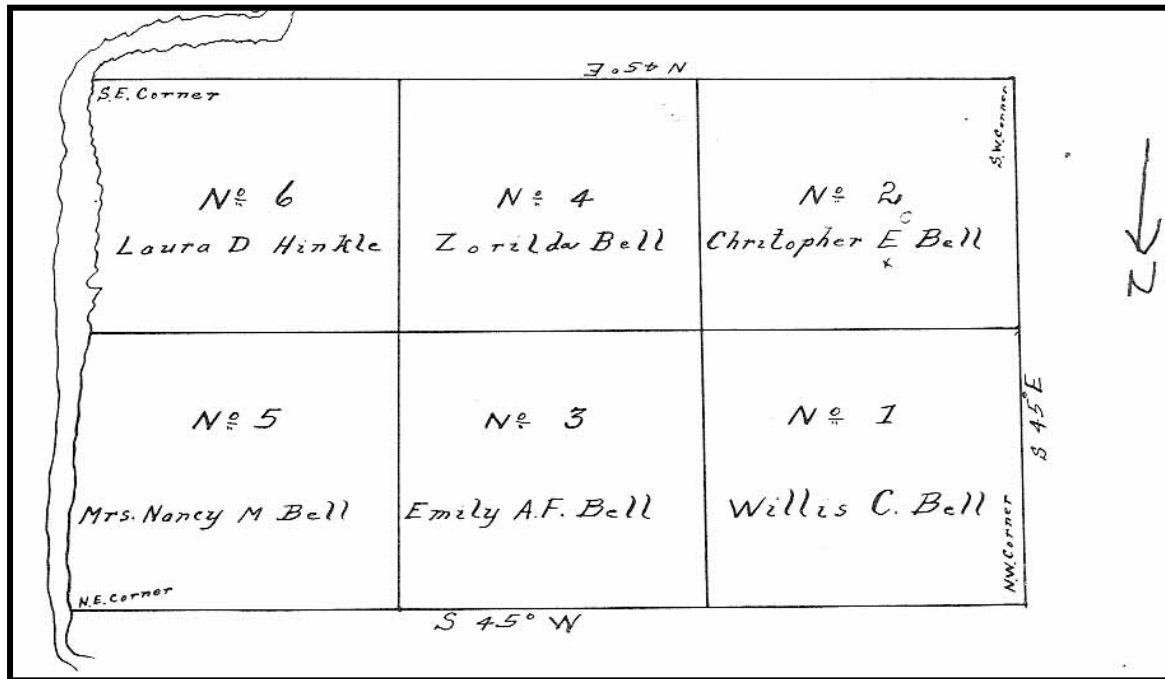 N 45° E
S.E. Corner
S.W. Corner
Nº 6
Laura D Hinkle
Nº 4
Zorilda Bell
Nº 2
C
Chritopher E Bell
x
N
Nº 5
Mrs. Nancy M Bell
Nº 3
Emily A.F. Bell
Nº 1
Willis C. Bell
S 45° E
N.E. Corner
N.W. Corner
S 45° W